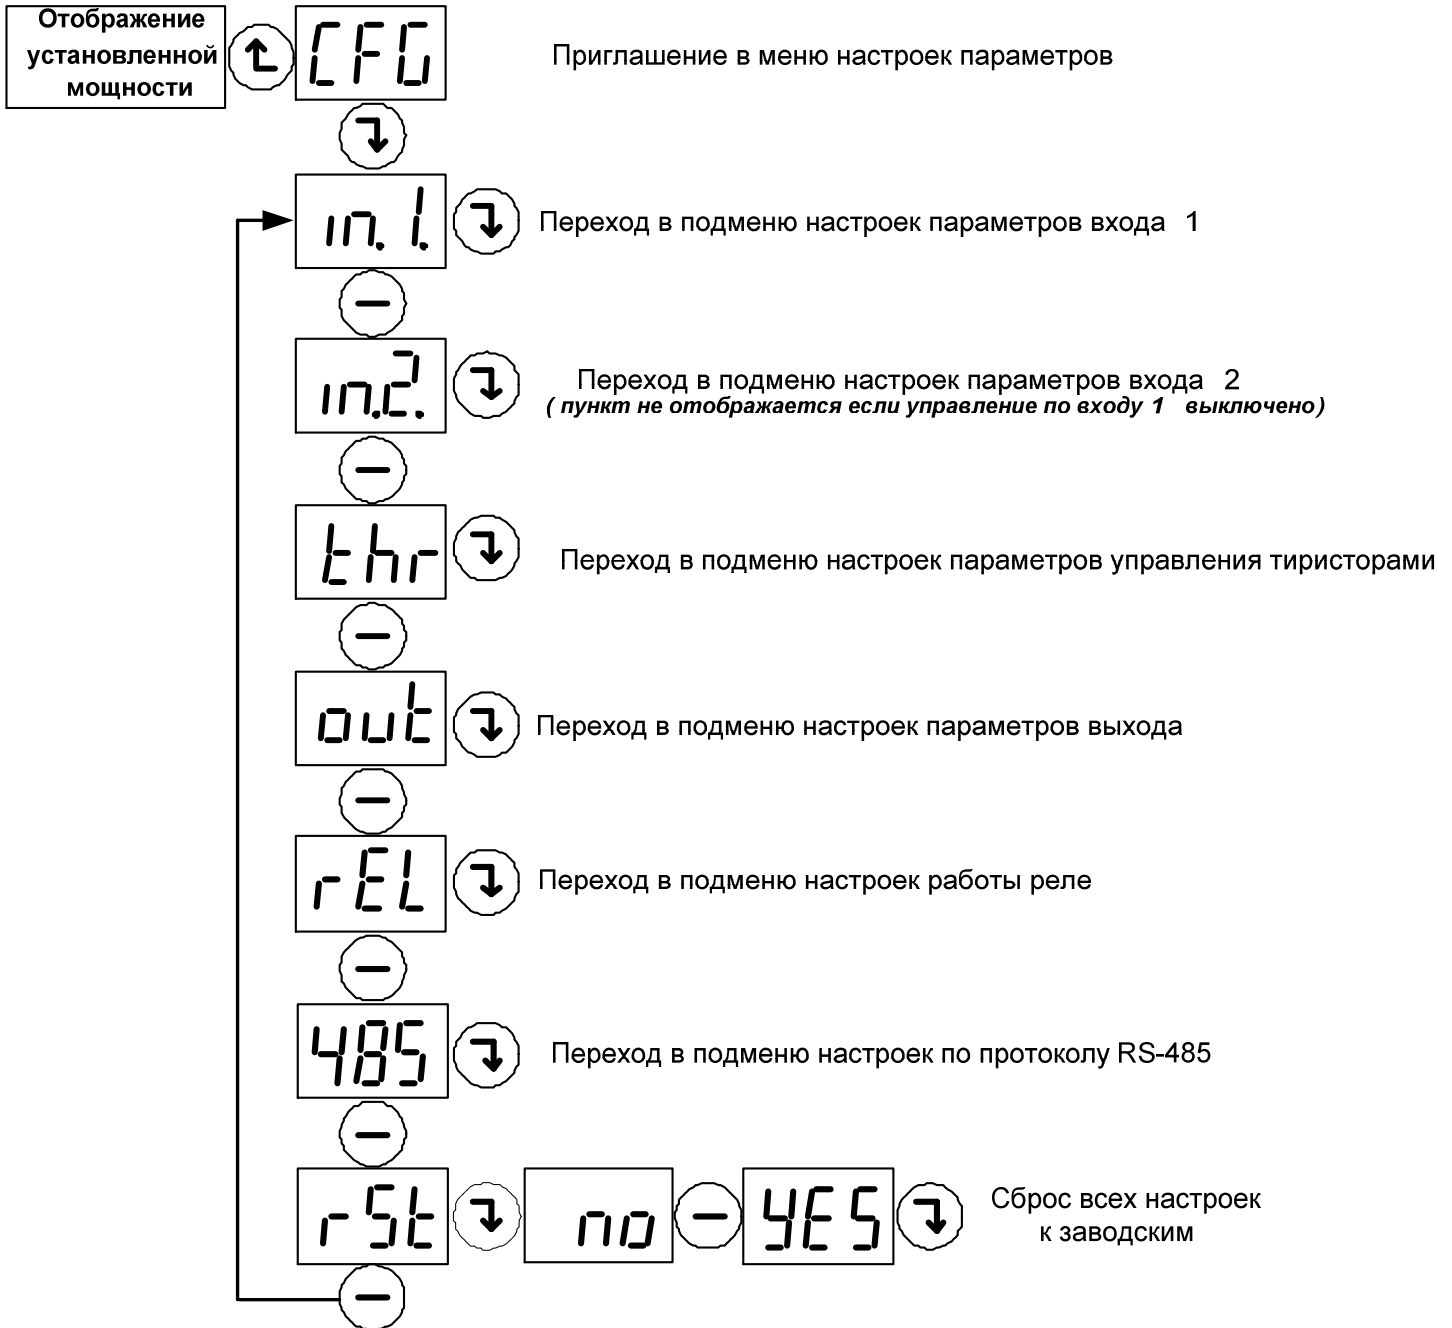 Отображение
установленной
мощности
CFG
Приглашение в меню настроек параметров
in.1.
Переход в подменю настроек параметров входа 1
in.2.
Переход в подменю настроек параметров входа 2
( пункт не отображается если управление по входу 1 выключено)
thr
Переход в подменю настроек параметров управления тиристорами
out
Переход в подменю настроек параметров выхода
rEL
Переход в подменю настроек работы реле
485
Переход в подменю настроек по протоколу RS-485
rSt
no
YES
Сброс всех настроек
к заводским